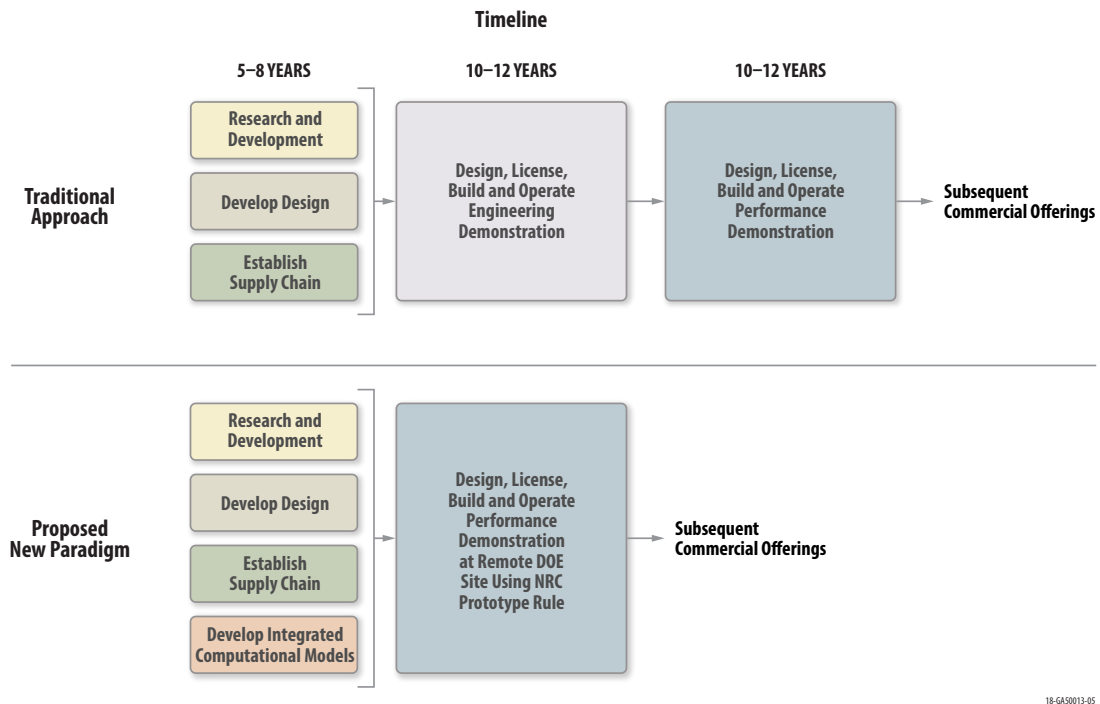 Timeline
5–8 YEARS
10–12 YEARS
10–12 YEARS
Traditional
Approach
Research and
Development
Develop Design
Establish
Supply Chain
Design, License,
Build and Operate
Engineering
Demonstration
Design, License,
Build and Operate
Performance
Demonstration
Subsequent
Commercial Offerings
Proposed
New Paradigm
Research and
Development
Develop Design
Establish
Supply Chain
Develop Integrated
Computational Models
Design, License,
Build and Operate
Performance
Demonstration
at Remote DOE
Site Using NRC
Prototype Rule
Subsequent
Commercial Offerings
18-GAS0013-05